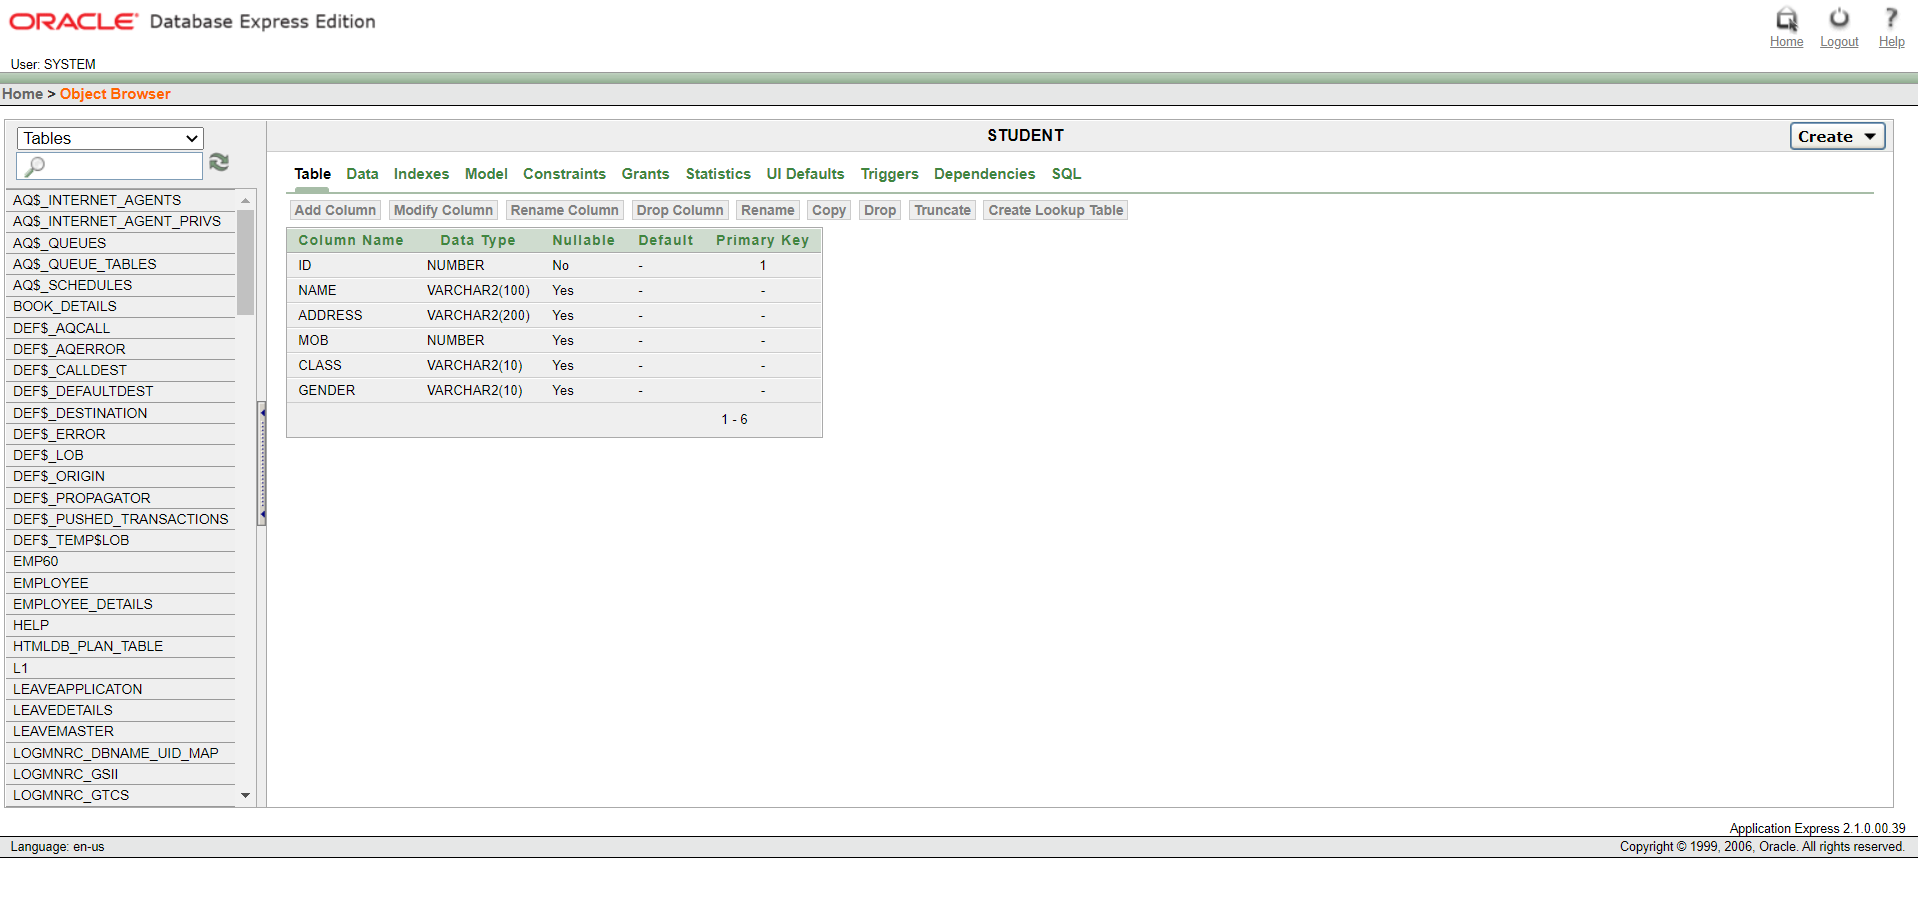 ORACLE Database Express Edition
Home Logout Help
User: SYSTEM
Home > Object Browser
Tables
STUDENT
Create
Table Data Indexes Model Constraints Grants Statistics UI Defaults Triggers Dependencies SQL
Add Column Modify Column Rename Column Drop Column Rename Copy Drop Truncate Create Lookup Table
Column Name Data Type Nullable Default Primary Key
ID NUMBER No - 1
NAME VARCHAR2(100) Yes - -
ADDRESS VARCHAR2(200) Yes - -
MOB NUMBER Yes - -
CLASS VARCHAR2(10) Yes - -
GENDER VARCHAR2(10) Yes - -
1 - 6
AQ$_INTERNET_AGENTS
AQ$_INTERNET_AGENT_PRIVS
AQ$_QUEUES
AQ$_QUEUE_TABLES
AQ$_SCHEDULES
BOOK_DETAILS
DEF$_AQCALL
DEF$_AQERROR
DEF$_CALLDEST
DEF$_DEFAULTDEST
DEF$_DESTINATION
DEF$_ERROR
DEF$_LOB
DEF$_ORIGIN
DEF$_PROPAGATOR
DEF$_PUSHED_TRANSACTIONS
DEF$_TEMP$LOB
EMP60
EMPLOYEE
EMPLOYEE_DETAILS
HELP
HTMLDB_PLAN_TABLE
L1
LEAVEAPPLICATON
LEAVEDETAILS
LEAVEMASTER
LOGMNRC_DBNAME_UID_MAP
LOGMNRC_GSII
LOGMNRC_GTCS
Application Express 2.1.0.00.39
Language: en-us
Copyright © 1999, 2006, Oracle. All rights reserved.